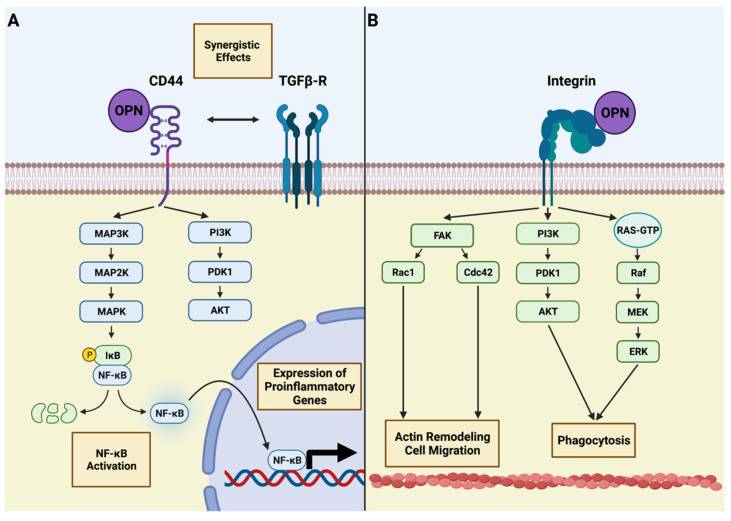 A
Synergistic
Effects
CD44
TGFβ-R
OPN
MAP3K
PI3K
MAP2K
PDK1
MAPK
AKT
P
IκB
NF-κB
NF-κB
NF-κB
Activation
Expression of
Proinflammatory
Genes
NF-κB
B
Integrin
OPN
FAK
PI3K
RAS-GTP
Rac1
Cdc42
PDK1
Raf
AKT
MEK
ERK
Actin Remodeling
Cell Migration
Phagocytosis